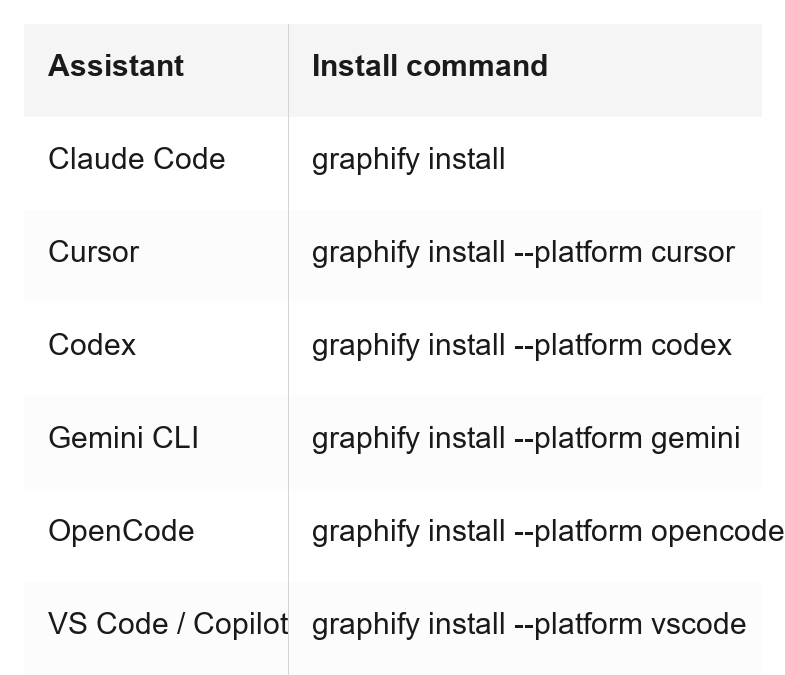 Assistant Install command
Claude Code graphify install
Cursor graphify install --platform cursor
Codex graphify install --platform codex
Gemini CLI graphify install --platform gemini
OpenCode graphify install --platform opencode
VS Code / Copilot graphify install --platform vscode